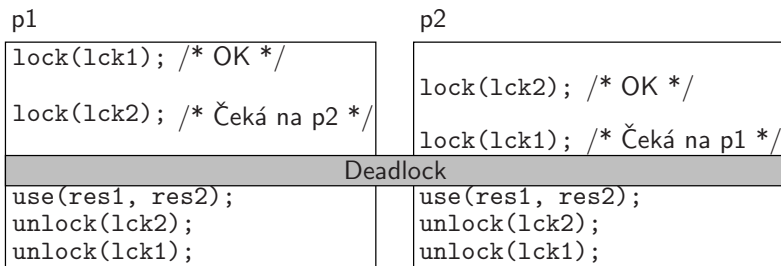 p1
lock(lck1); /* OK */
lock(lck2); /* Čeká na p2 */
p2
lock(lck2); /* OK */
lock(lck1); /* Čeká na p1 */
Deadlock
use(res1, res2);
unlock(lck2);
unlock(lck1);
use(res1, res2);
unlock(lck2);
unlock(lck1);